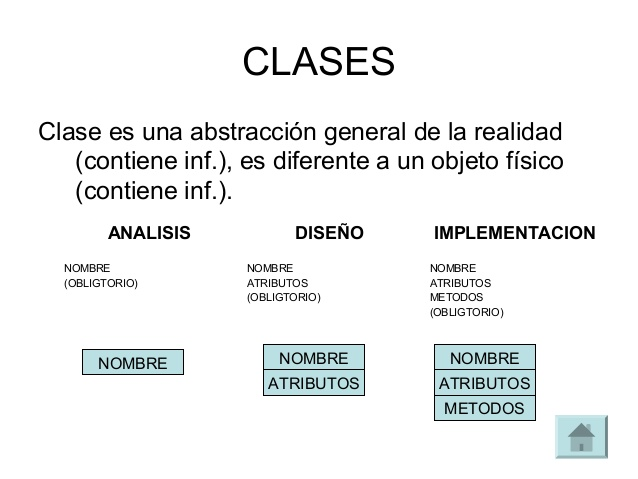 CLASES
Clase es una abstracción general de la realidad
(contiene inf.), es diferente a un objeto físico
(contiene inf.).
ANALISIS DISEÑO IMPLEMENTACION
NOMBRE
(OBLIGTORIO)
NOMBRE
ATRIBUTOS
(OBLIGTORIO)
NOMBRE
ATRIBUTOS
METODOS
(OBLIGTORIO)
NOMBRE
NOMBRE
ATRIBUTOS
NOMBRE
ATRIBUTOS
METODOS